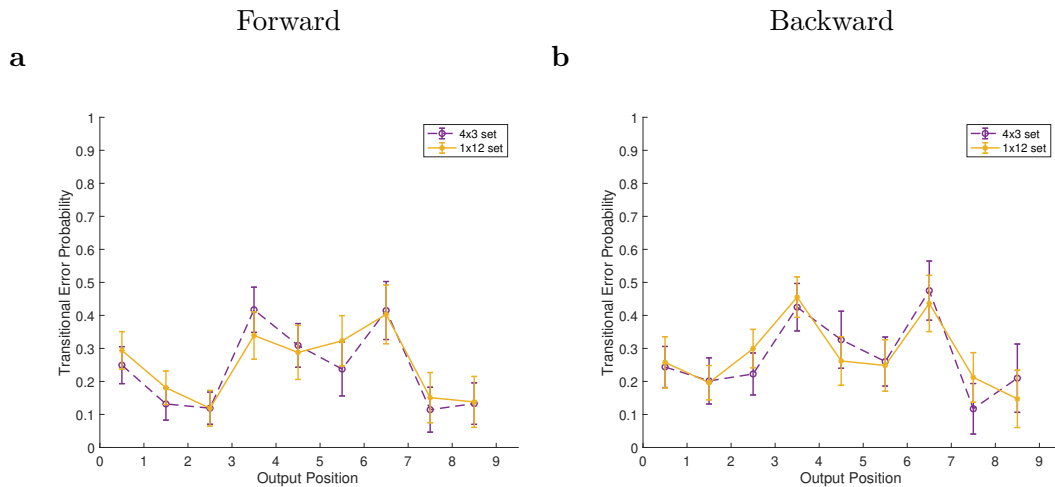 Forward
a
1
0.9
0.8
0.7
0.6
0.5
0.4
0.3
0.2
0.1
0
Transitional Error Probability
4x3 set
1x12 set
0 1 2 3 4 5 6 7 8 9
Output Position
Backward
b
1
0.9
0.8
0.7
0.6
0.5
0.4
0.3
0.2
0.1
0
Transitional Error Probability
4x3 set
1x12 set
0 1 2 3 4 5 6 7 8 9
Output Position